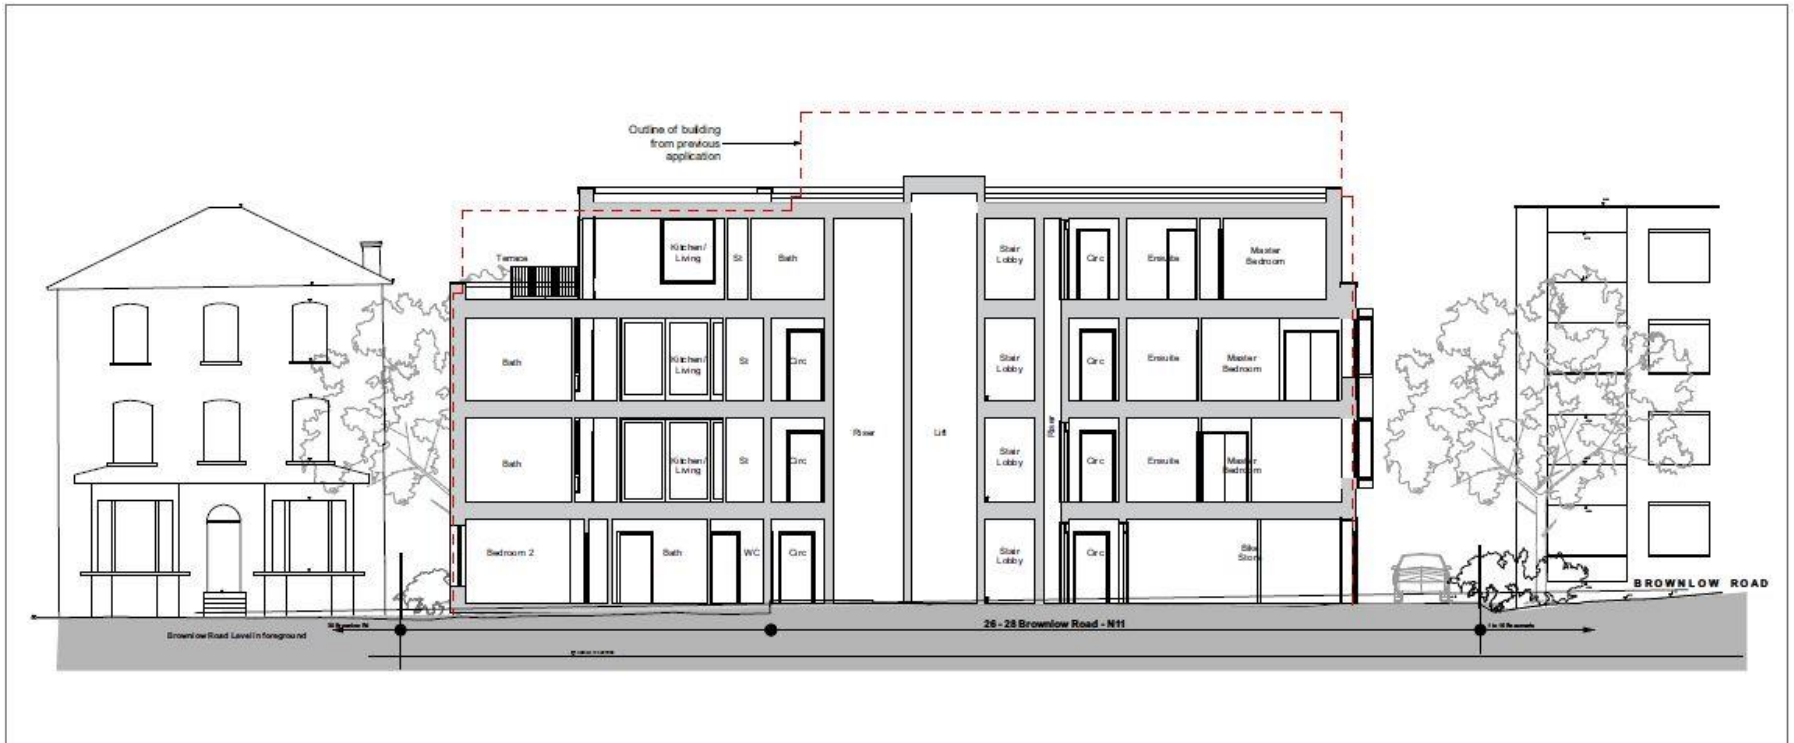 Outline of building
from previous
application
Terrace
Kitchen/
Living
St
Bath
Stair
Lobby
Circ
Ensuite
Master
Bedroom
Bath
Kitchen/
Living
St
Circ
Stair
Lobby
Circ
Ensuite
Master
Bedroom
Bath
Kitchen/
Living
St
Circ
Riser
Lift
Stair
Lobby
Riser
Circ
Ensuite
Master
Bedroom
Bedroom 2
Bath
WC
Circ
Stair
Lobby
Circ
Bike
Store
BROWNLOW ROAD
Brownlow Road Level in foreground
26 - 28 Brownlow Road - N11